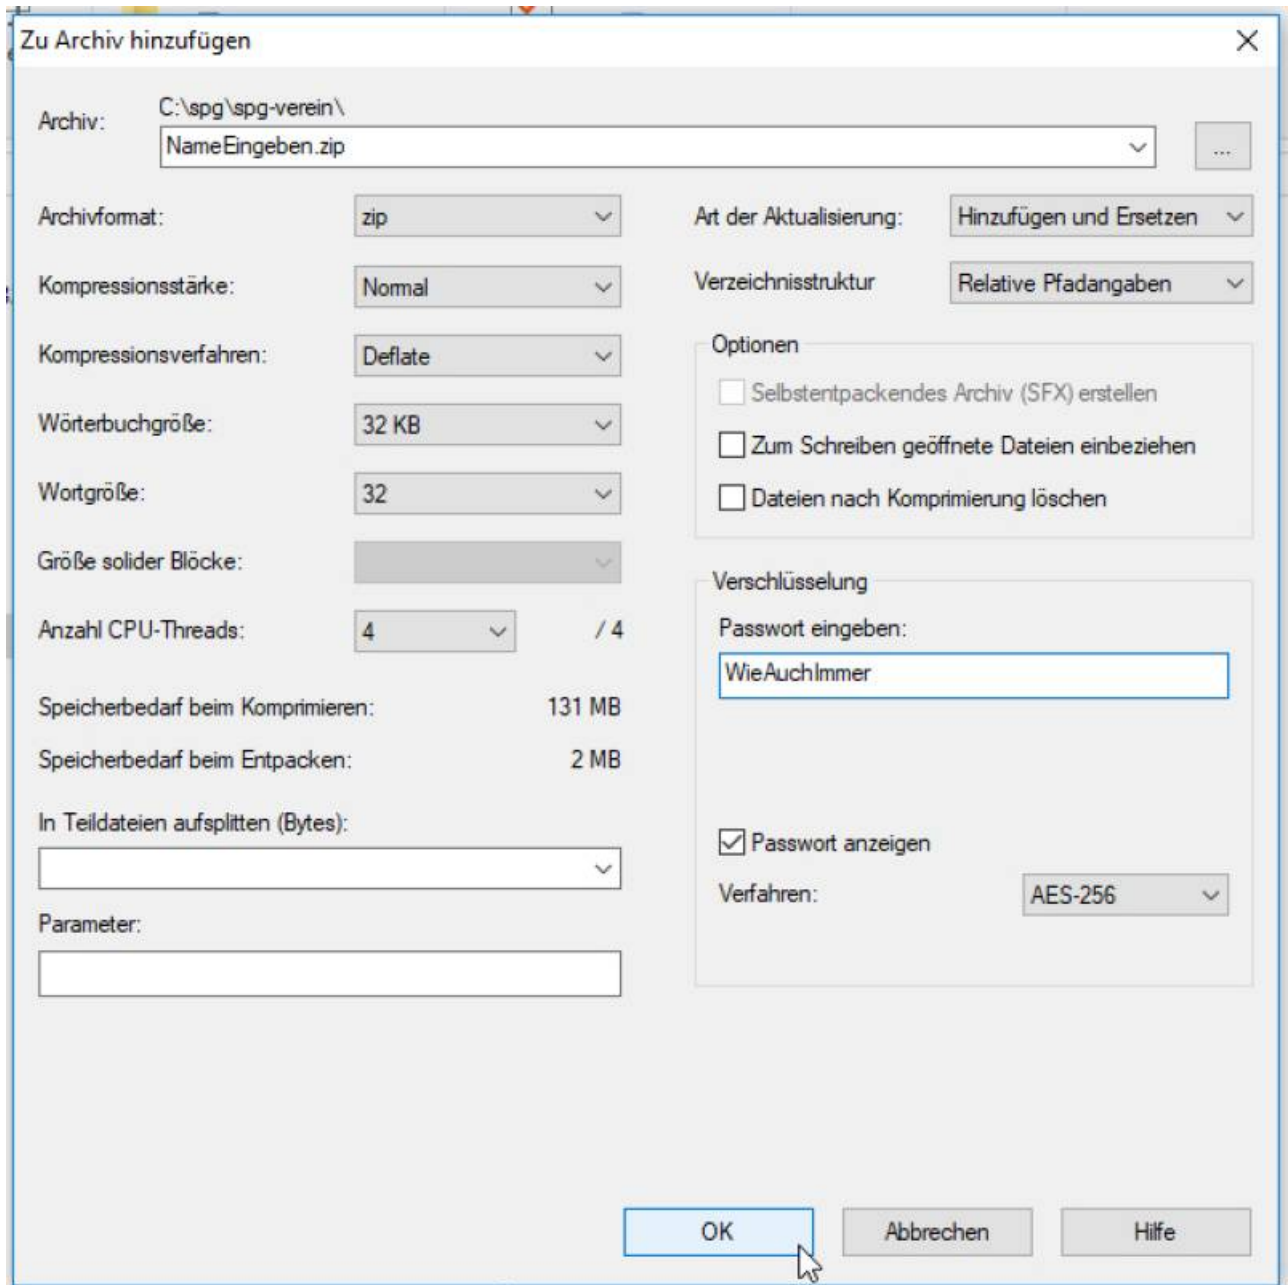 Zu Archiv hinzufügen
Archiv:
C:\spg\spg-verein\
NameEingeben.zip
...
Archivformat:
zip
Kompressionsstärke:
Normal
Kompressionsverfahren:
Deflate
Wörterbuchgröße:
32 KB
Wortgröße:
32
Größe solider Blöcke:
Anzahl CPU-Threads:
4
/ 4
Speicherbedarf beim Komprimieren:
131 MB
Speicherbedarf beim Entpacken:
2 MB
In Teildateien aufsplitten (Bytes):
Parameter:
Art der Aktualisierung:
Hinzufügen und Ersetzen
Verzeichnisstruktur
Relative Pfadangaben
Optionen
Selbstentpackendes Archiv (SFX) erstellen
Zum Schreiben geöffnete Dateien einbeziehen
Dateien nach Komprimierung löschen
Verschlüsselung
Passwort eingeben:
WieAuchImmer
Passwort anzeigen
Verfahren:
AES-256
OK
Abbrechen
Hilfe